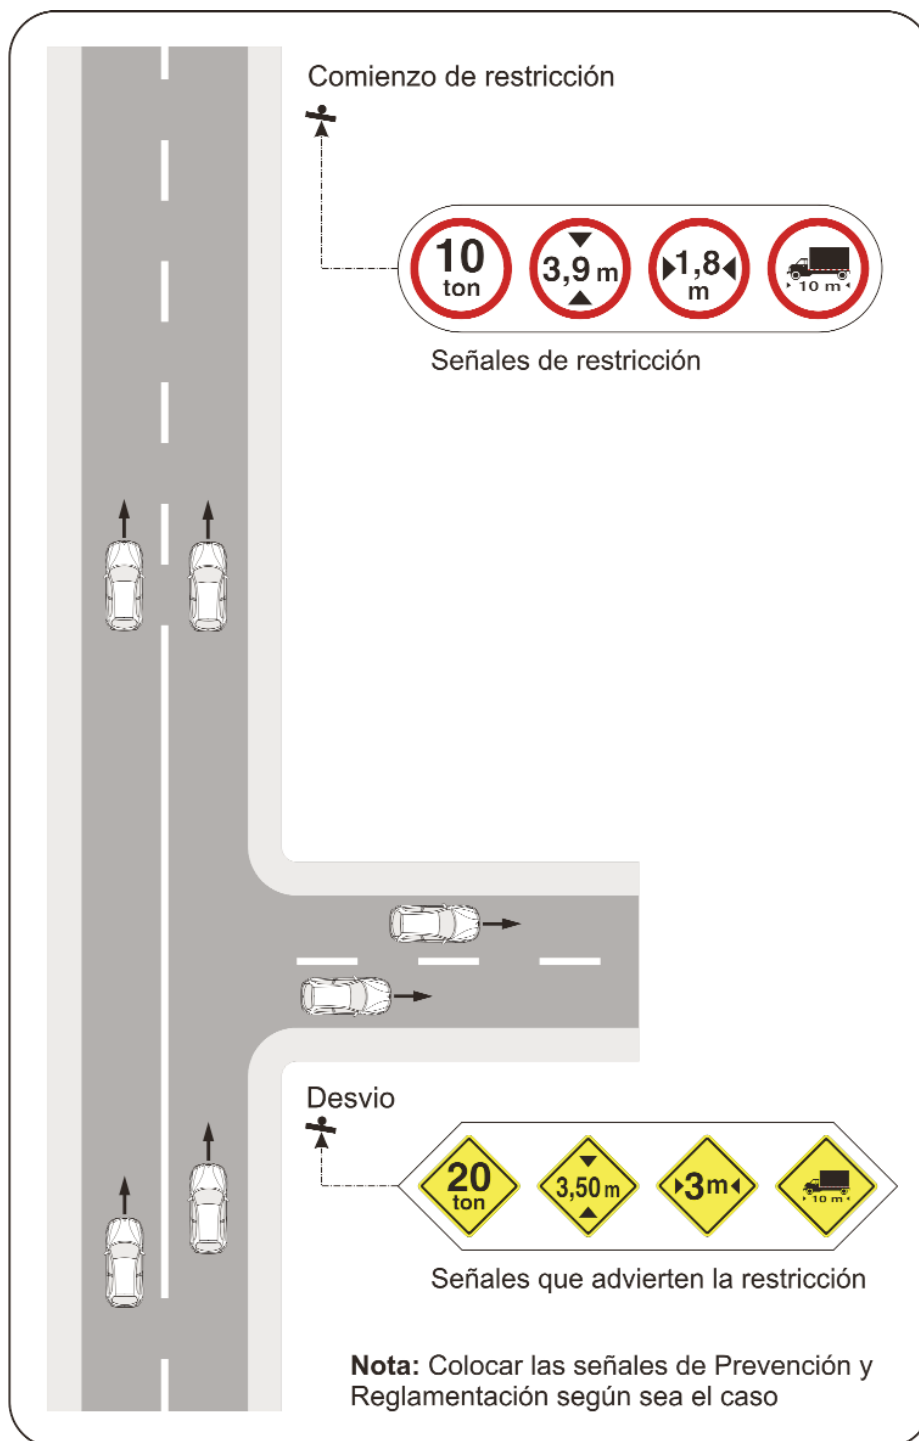 Comienzo de restricción
10
ton
3,9 m
1,8
m
10 m
Señales de restricción
Desvio
20
ton
3,50 m
3m
10 m
Señales que advierten la restricción
Nota: Colocar las señales de Prevención y
Reglamentación según sea el caso